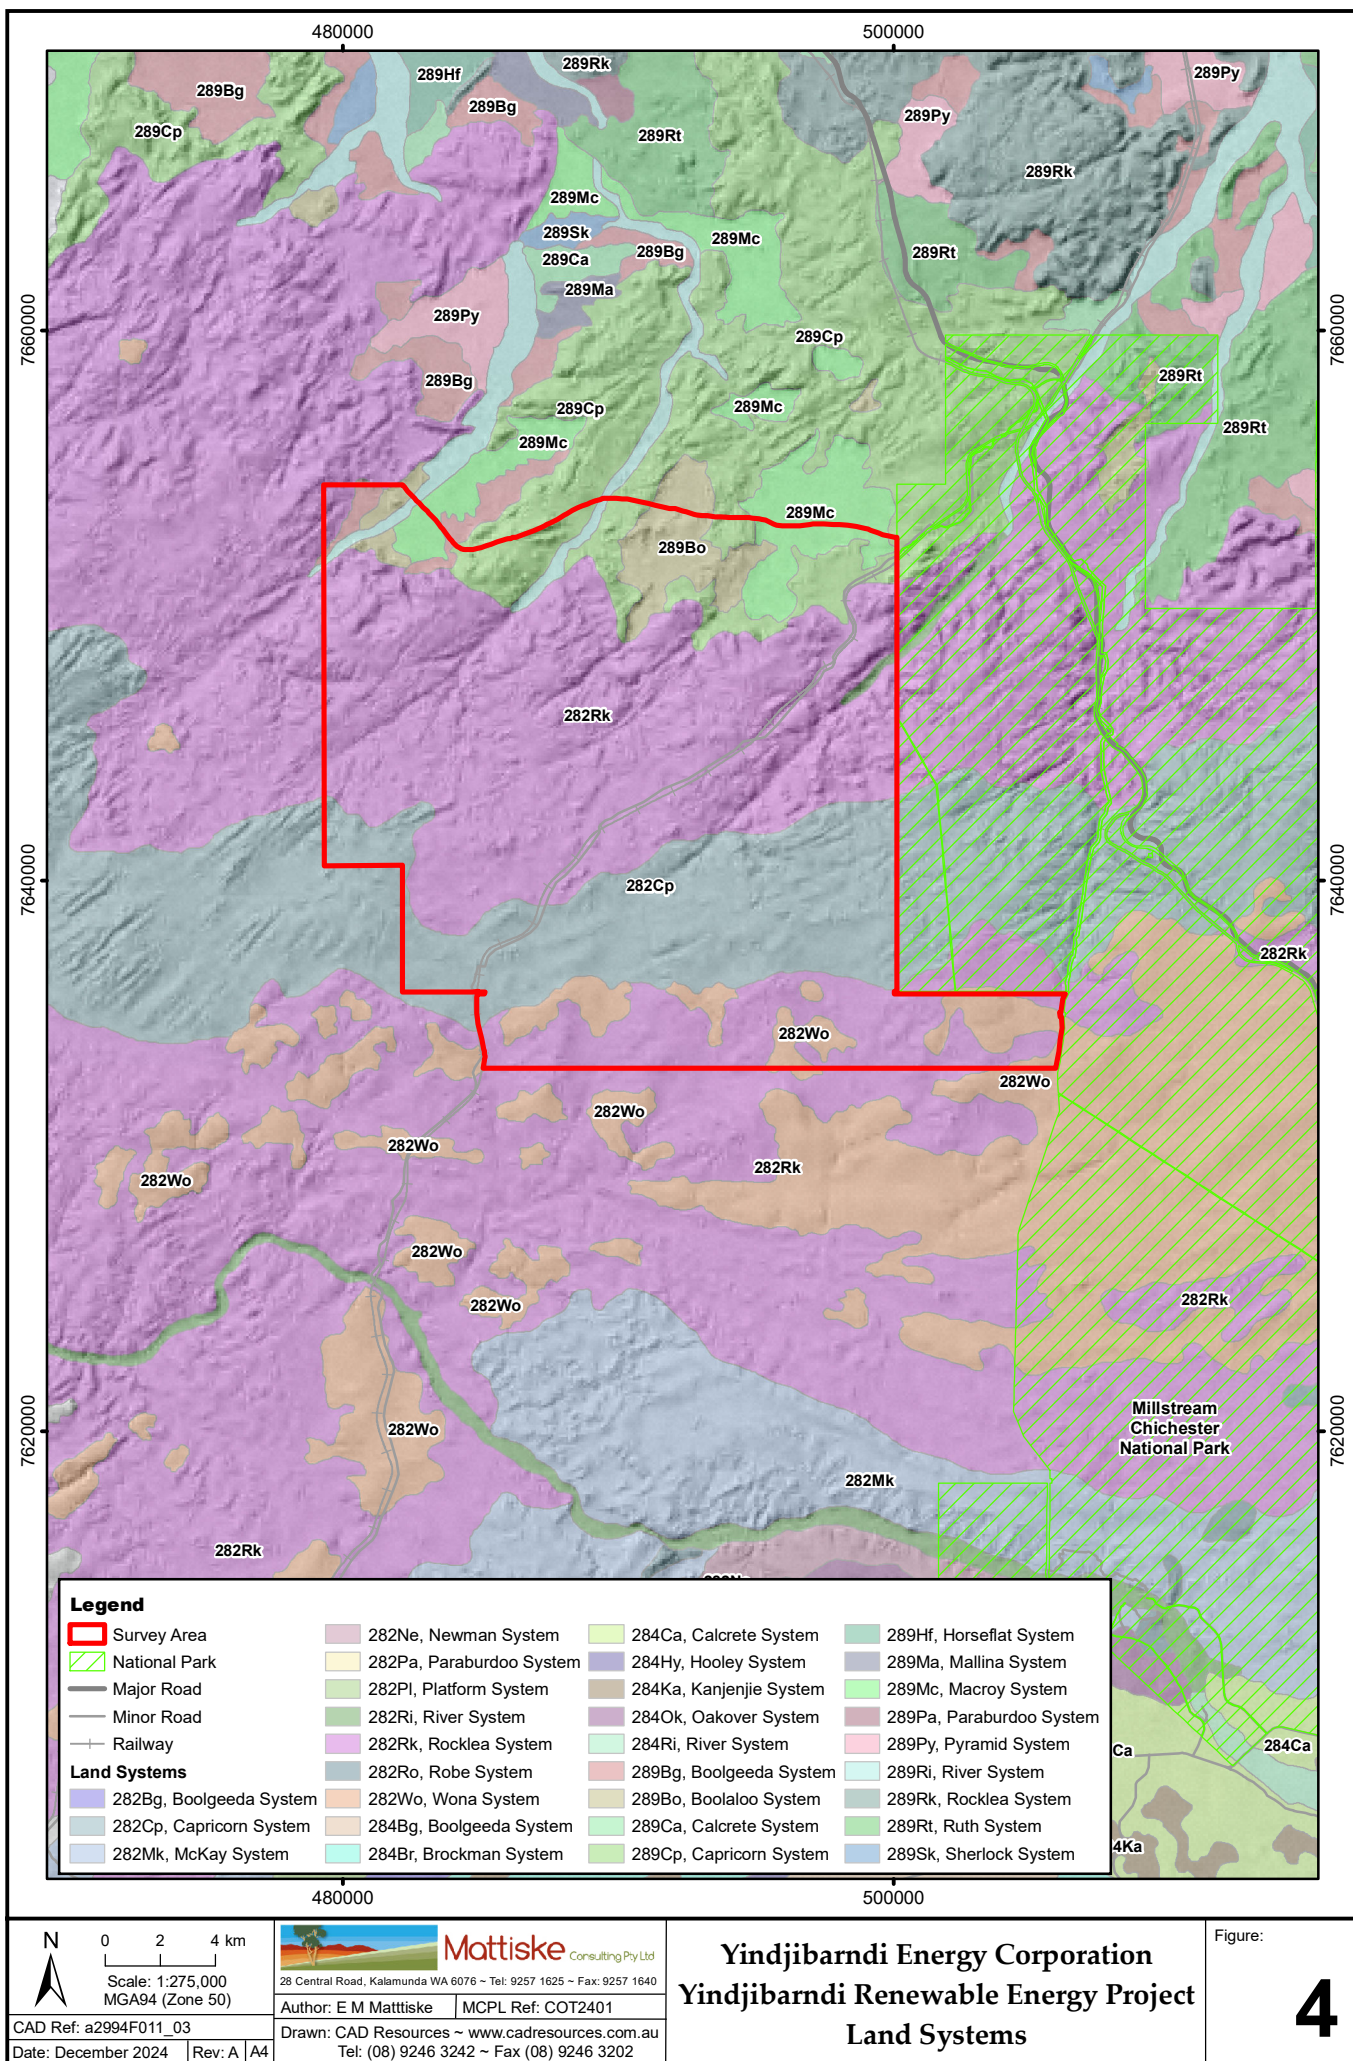 480000
500000
289Hf
289Rk
289Py
289Bg
289Bg
289Py
289Cp
289Rt
289Rk
289Mc
289Sk
289Mc
289Bg
289Rt
289Ca
289Ma
289Py
7660000
7660000
289Cp
289Bg
289Rt
289Cp
289Mc
289Rt
289Mc
289Mc
289Bo
282Rk
282Cp
7640000
7640000
282Rk
282Wo
282Wo
282Wo
282Wo
282Rk
282Wo
282Wo
282Rk
282Wo
Millstream
Chichester
National Park
7620000
7620000
282Wo
282Mk
282Rk
Legend
Survey Area
National Park
Major Road
Minor Road
Railway
Land Systems
282Bg, Boolgeeda System
282Cp, Capricorn System
282Mk, McKay System
282Ne, Newman System
282Pa, Paraburdoo System
282Pl, Platform System
282Ri, River System
282Rk, Rocklea System
282Ro, Robe System
282Wo, Wona System
284Bg, Boolgeeda System
284Br, Brockman System
284Ca, Calcrete System
284Hy, Hooley System
284Ka, Kanjenjie System
284Ok, Oakover System
284Ri, River System
289Bg, Boolgeeda System
289Bo, Boolaloo System
289Ca, Calcrete System
289Cp, Capricorn System
289Hf, Horseflat System
289Ma, Mallina System
289Mc, Macroy System
289Pa, Paraburdoo System
289Py, Pyramid System
289Ri, River System
289Rk, Rocklea System
289Rt, Ruth System
289Sk, Sherlock System
Ca
284Ca
4Ka
480000
500000
N
0 2 4 km
Scale: 1:275,000
MGA94 (Zone 50)
CAD Ref: a2994F011_03
Date: December 2024 Rev: A A4
Mattiske Consulting Pty Ltd
28 Central Road, Kalamunda WA 6076 ~ Tel: 9257 1625 ~ Fax: 9257 1640
Author: E M Matttiske MCPL Ref: COT2401
Drawn: CAD Resources ~ www.cadresources.com.au
Tel: (08) 9246 3242 ~ Fax (08) 9246 3202
Yindjibarndi Energy Corporation
Yindjibarndi Renewable Energy Project
Land Systems
Figure:
4